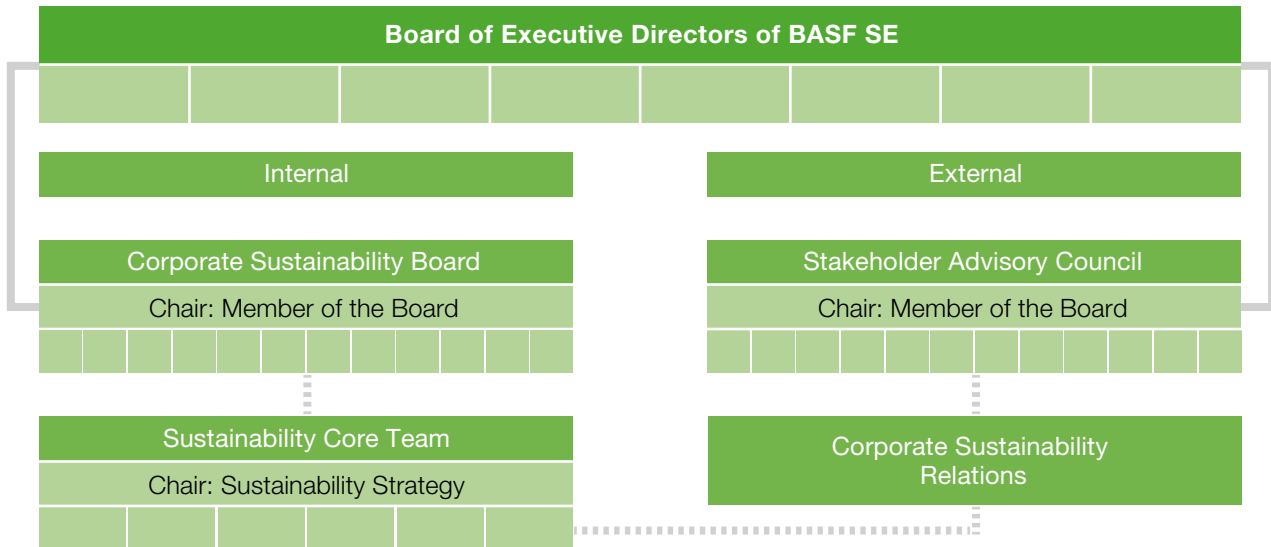 Board of Executive Directors of BASF SE
Internal
External
Corporate Sustainability Board
Chair: Member of the Board
Stakeholder Advisory Council
Chair: Member of the Board
Sustainability Core Team
Chair: Sustainability Strategy
Corporate Sustainability
Relations